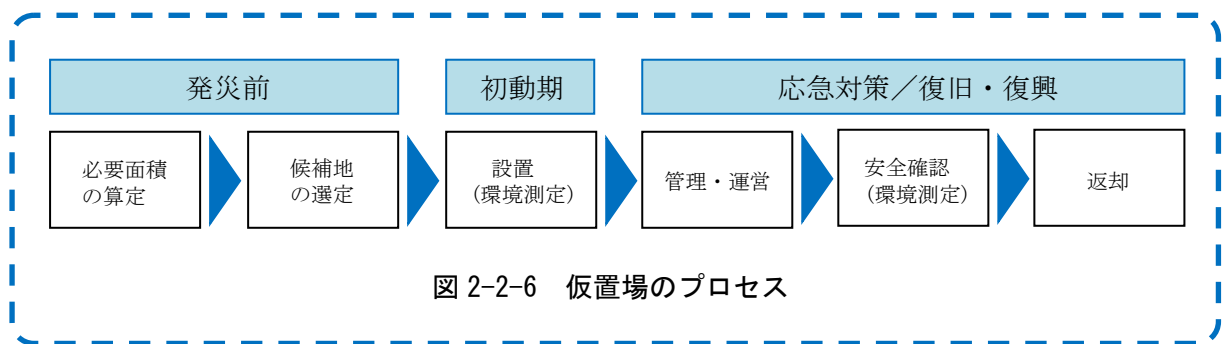 発災前
初動期
応急対策／復旧・復興
必要面積
の算定
候補地
の選定
設置
（環境測定）
管理・運営
安全確認
（環境測定）
返却
図 2-2-6　仮置場のプロセス